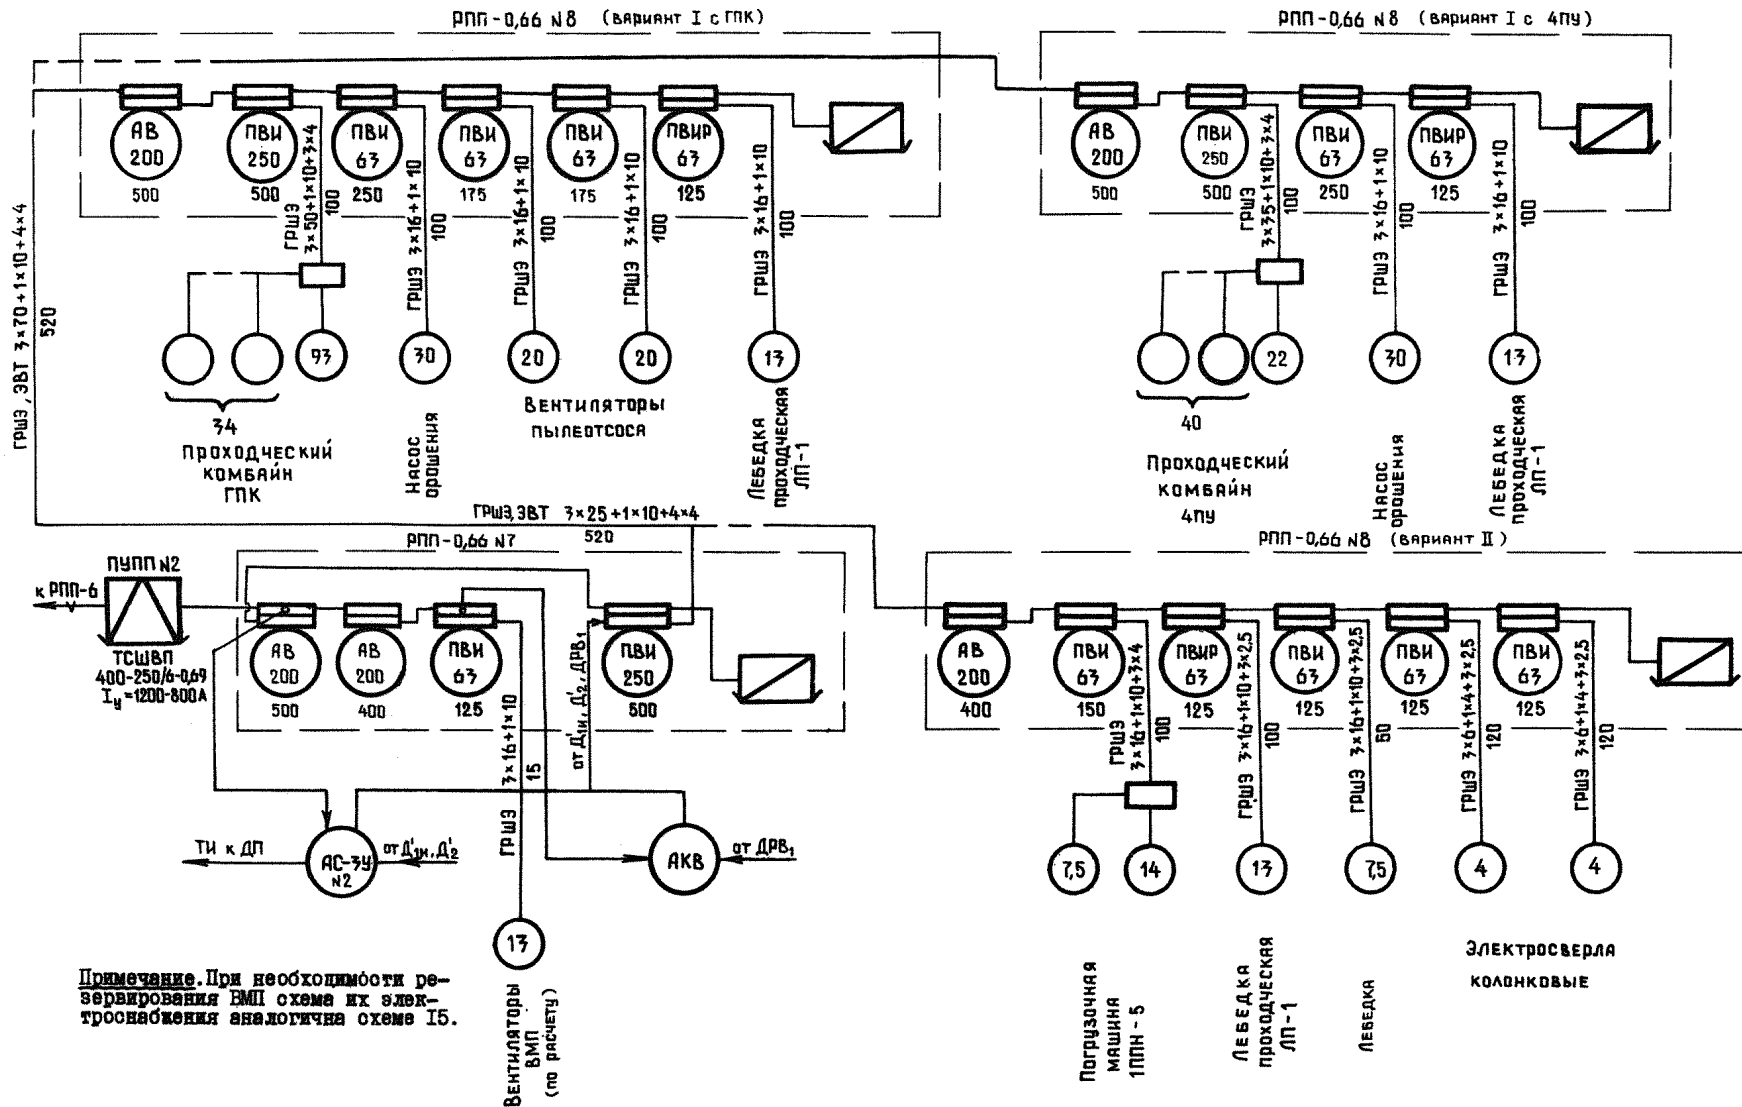 РПП-0,66 N8 (вариант I с ГПК)
АВ
200
500
ПВИ
250
500
ПВИ
63
250
ПВИ
63
175
ПВИ
63
175
ПВИР
63
125
ГРШЭ
3×50+1×10+3×4
100
ГРШЭ 3×16+1×10
100
ГРШЭ 3×16+1×10
100
ГРШЭ 3×16+1×10
100
ГРШЭ 3×16+1×10
100
93
30
20
20
13
34
Проходческий
комбайн
ГПК
Насос
орошения
Вентиляторы
пылеотсоса
Лебедка
проходческая
ЛП-1
ГРШЭ, ЭВТ 3×70+1×10+4×4
520
РПП-0,66 N8 (вариант I с 4ПУ)
АВ
200
500
ПВИ
250
500
ПВИ
63
250
ПВИР
63
125
ГРШЭ
3×35+1×10+3×4
100
ГРШЭ 3×16+1×10
100
ГРШЭ 3×16+1×10
100
22
30
13
40
Проходческий
комбайн
4ПУ
Насос
орошения
Лебедка
проходческая
ЛП-1
ГРШЭ, ЭВТ 3×25+1×10+4×4
520
РПП-0,66 N7
ПУПП N2
к РПП-6
ТСШВП
400-250/6-0,69
Iу=1200-800А
АВ
200
500
АВ
200
400
ПВИ
63
125
ПВИ
250
500
ГРШЭ 3×16+1×10
15
от Д'1и, Д'2, ДРВ1
ТИ к ДП
АС-3У
N2
от Д'1и, Д'2
АКВ
от ДРВ1
13
Вентиляторы
ВМП
(по расчету)
Примечание. При необходимости ре-
зервирования ВМП схема их элек-
троснабжения аналогична схеме I5.
РПП-0,66 N8 (вариант II)
АВ
200
400
ПВИ
63
150
ПВИР
63
125
ПВИ
63
125
ПВИ
63
125
ПВИ
63
125
ГРШЭ
3×16+1×10+3×4
100
ГРШЭ 3×16+1×10+3×2,5
100
ГРШЭ 3×16+1×10+3×2,5
50
ГРШЭ 3×6+1×4+3×2,5
120
ГРШЭ 3×6+1×4+3×2,5
120
7,5
14
13
7,5
4
4
Погрузочная
машина
1ППН-5
Лебедка
проходческая
ЛП-1
Лебедка
Электросверла
колонковые